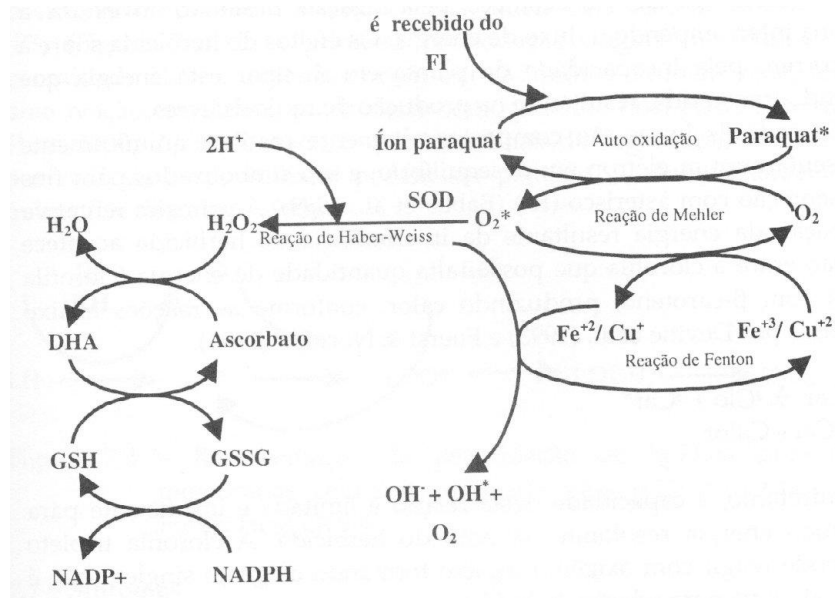 é recebido do
FI
Íon paraquat
Auto oxidação
Paraquat*
2H⁺
SOD
H₂O
H₂O₂
O₂*
Reação de Mehler
O₂
Reação de Haber-Weiss
DHA
Ascorbato
Fe⁺²/ Cu⁺
Fe⁺³/ Cu⁺²
Reação de Fenton
GSH
GSSG
OH⁻ + OH* +
O₂
NADP+
NADPH